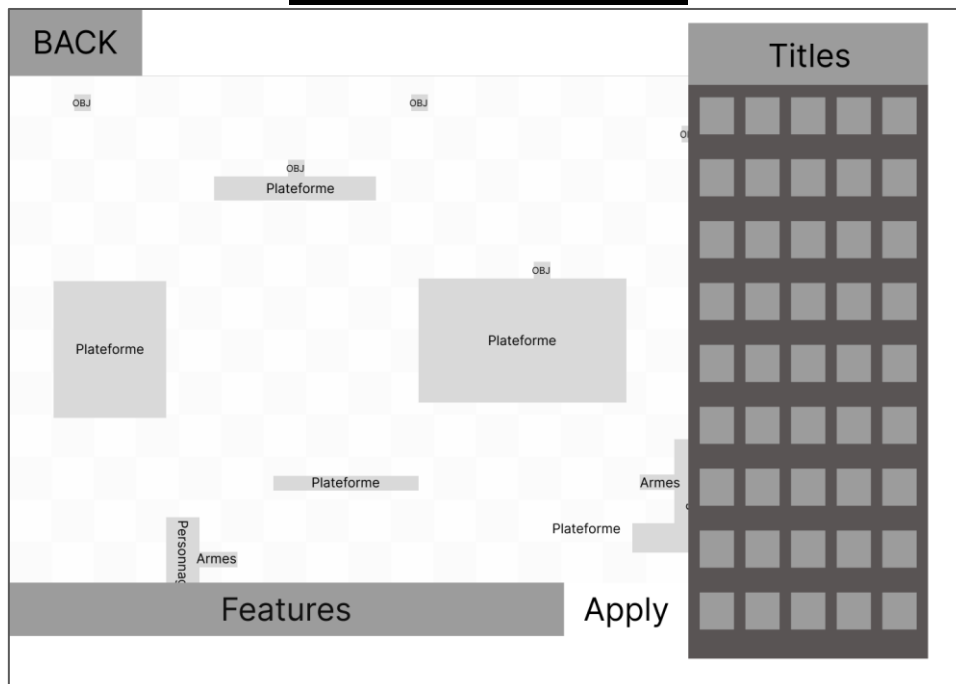 BACK
Titles
OBJ
OBJ
OBJ
Plateforme
OBJ
Plateforme
Plateforme
Plateforme
Armes
Plateforme
Armes
Features
Apply